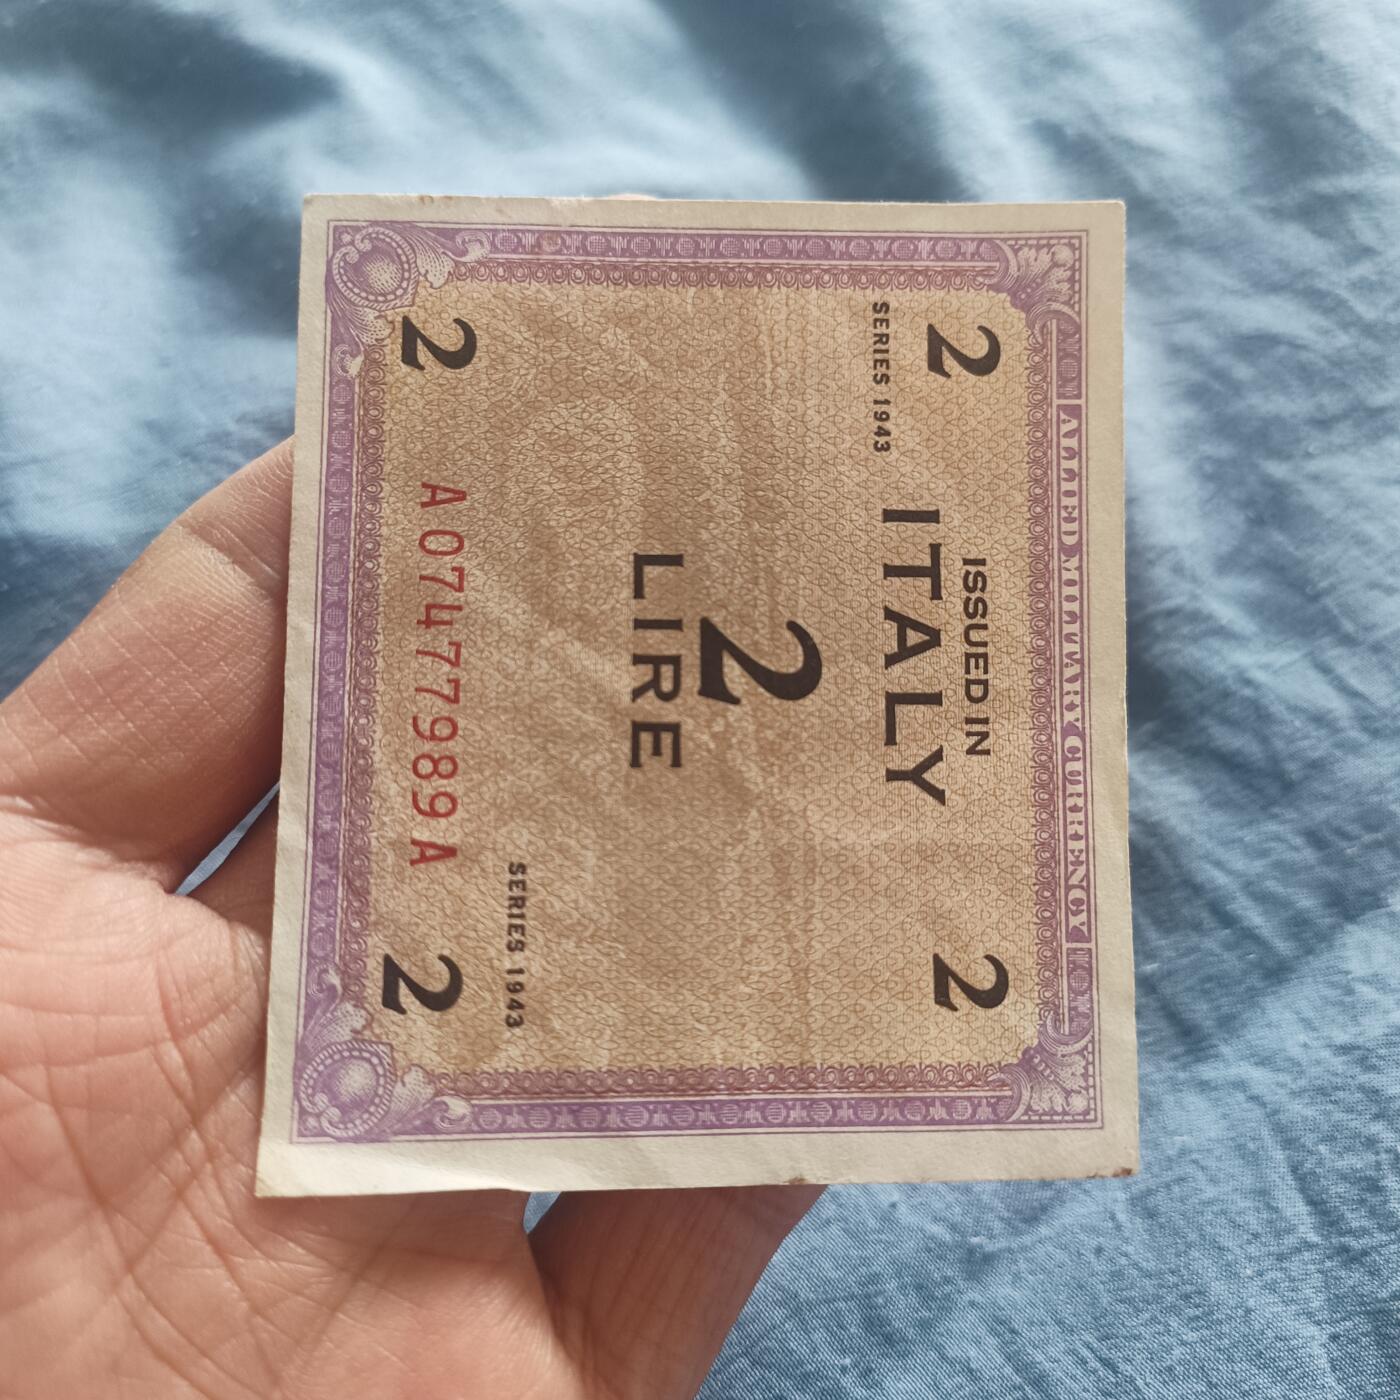 ALLIED MILITARY CURRENCY
ISSUED IN
2 ITALY 2
SERIES 1943
2
LIRE
SERIES 1943
2 A07477989A 2